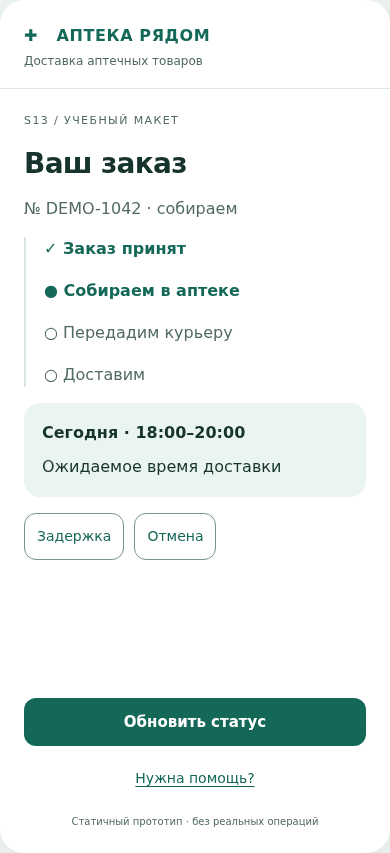 ✚ АПТЕКА РЯДОМ
Доставка аптечных товаров
S13 / УЧЕБНЫЙ МАКЕТ
Ваш заказ
№ DEMO-1042 · собираем
✓ Заказ принят
● Собираем в аптеке
○ Передадим курьеру
○ Доставим
Сегодня · 18:00–20:00
Ожидаемое время доставки
Задержка Отмена
Обновить статус
Нужна помощь?
Статичный прототип · без реальных операций